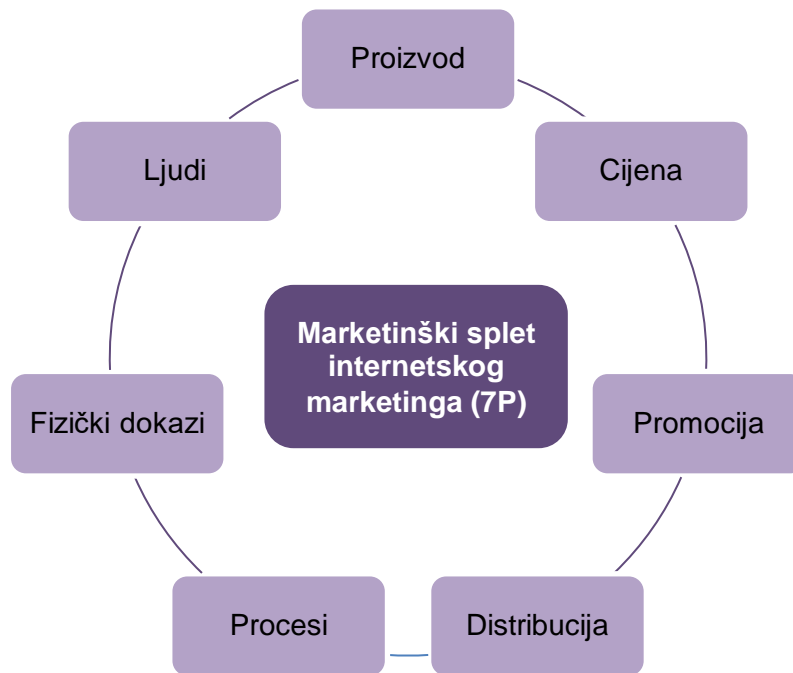 Proizvod
Ljudi
Cijena
Marketinški splet
internetskog
marketinga (7P)
Fizički dokazi
Promocija
Procesi
Distribucija